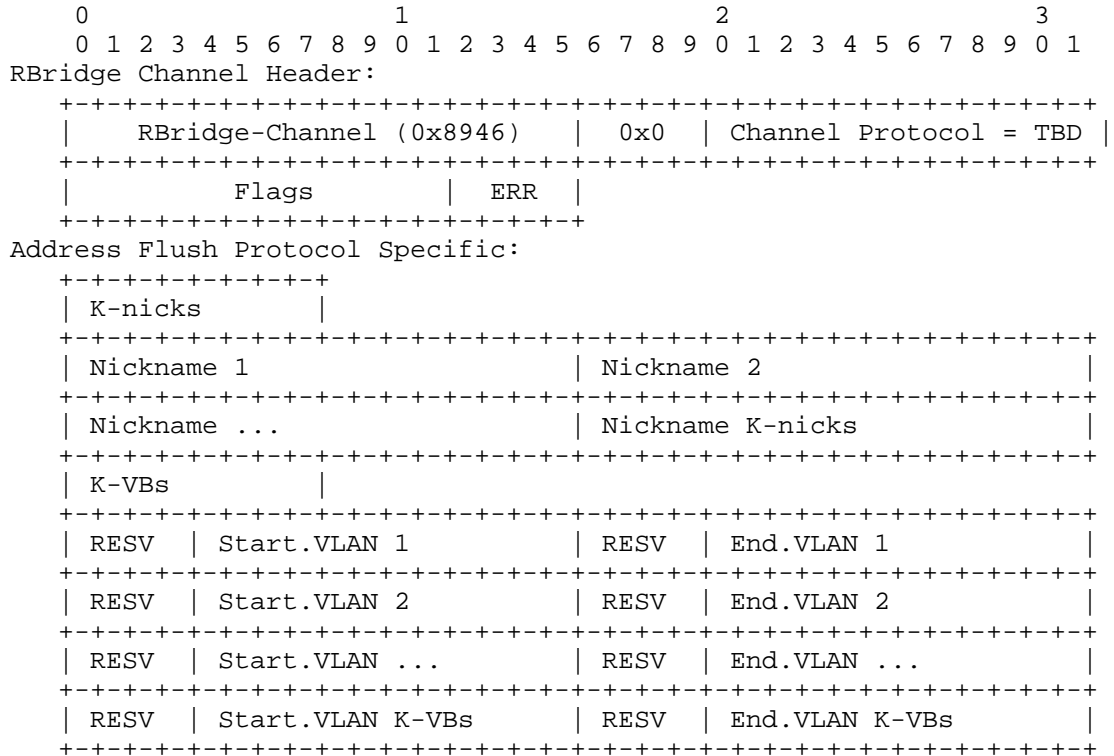 0                   1                   2                   3
    0 1 2 3 4 5 6 7 8 9 0 1 2 3 4 5 6 7 8 9 0 1 2 3 4 5 6 7 8 9 0 1
RBridge Channel Header:
   +-+-+-+-+-+-+-+-+-+-+-+-+-+-+-+-+-+-+-+-+-+-+-+-+-+-+-+-+-+-+-+-+
   |    RBridge-Channel (0x8946)   |  0x0  | Channel Protocol = TBD |
   +-+-+-+-+-+-+-+-+-+-+-+-+-+-+-+-+-+-+-+-+-+-+-+-+-+-+-+-+-+-+-+-+
   |          Flags        |  ERR  |
   +-+-+-+-+-+-+-+-+-+-+-+-+-+-+-+-+
Address Flush Protocol Specific:
   +-+-+-+-+-+-+-+-+
   | K-nicks       |
   +-+-+-+-+-+-+-+-+-+-+-+-+-+-+-+-+-+-+-+-+-+-+-+-+-+-+-+-+-+-+-+-+
   | Nickname 1                    | Nickname 2                    |
   +-+-+-+-+-+-+-+-+-+-+-+-+-+-+-+-+-+-+-+-+-+-+-+-+-+-+-+-+-+-+-+-+
   | Nickname ...                  | Nickname K-nicks              |
   +-+-+-+-+-+-+-+-+-+-+-+-+-+-+-+-+-+-+-+-+-+-+-+-+-+-+-+-+-+-+-+-+
   | K-VBs         |
   +-+-+-+-+-+-+-+-+-+-+-+-+-+-+-+-+-+-+-+-+-+-+-+-+-+-+-+-+-+-+-+-+
   | RESV  | Start.VLAN 1          | RESV  | End.VLAN 1            |
   +-+-+-+-+-+-+-+-+-+-+-+-+-+-+-+-+-+-+-+-+-+-+-+-+-+-+-+-+-+-+-+-+
   | RESV  | Start.VLAN 2          | RESV  | End.VLAN 2            |
   +-+-+-+-+-+-+-+-+-+-+-+-+-+-+-+-+-+-+-+-+-+-+-+-+-+-+-+-+-+-+-+-+
   | RESV  | Start.VLAN ...        | RESV  | End.VLAN ...          |
   +-+-+-+-+-+-+-+-+-+-+-+-+-+-+-+-+-+-+-+-+-+-+-+-+-+-+-+-+-+-+-+-+
   | RESV  | Start.VLAN K-VBs      | RESV  | End.VLAN K-VBs        |
   +-+-+-+-+-+-+-+-+-+-+-+-+-+-+-+-+-+-+-+-+-+-+-+-+-+-+-+-+-+-+-+-+